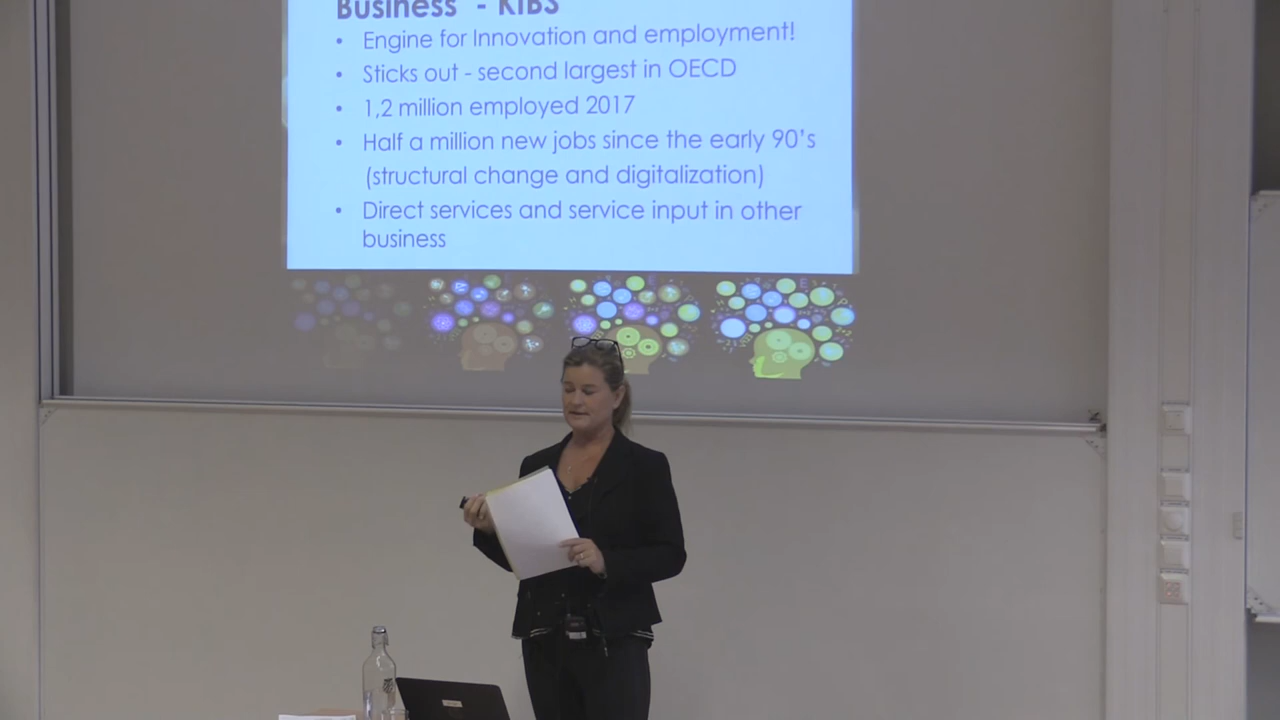 Business" - KIBS
• Engine for Innovation and employment!
• Sticks out - second largest in OECD
• 1,2 million employed 2017
• Half a million new jobs since the early 90's
(structural change and digitalization)
• Direct services and service input in other
business